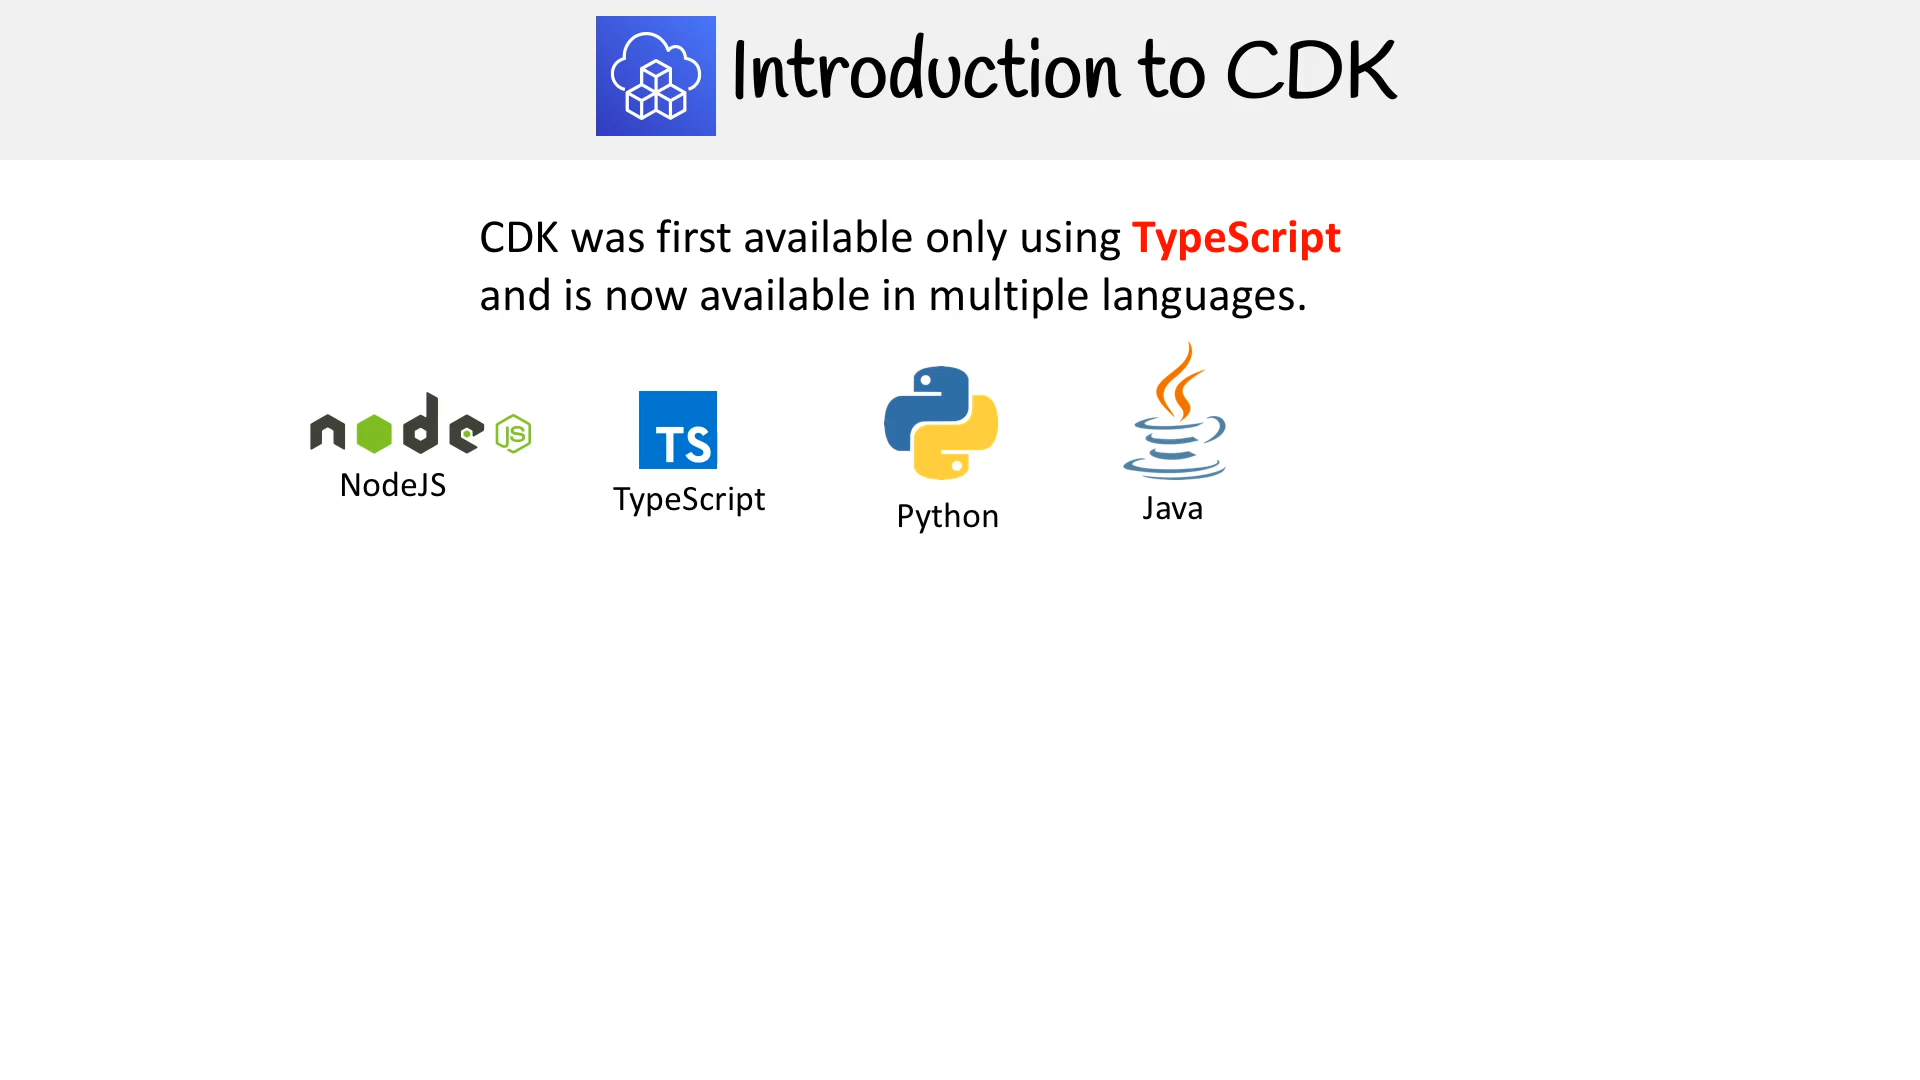 Introduction to CDK
CDK was first available only using TypeScript
and is now available in multiple languages.
node JS
TS
NodeJS
TypeScript
Python
Java